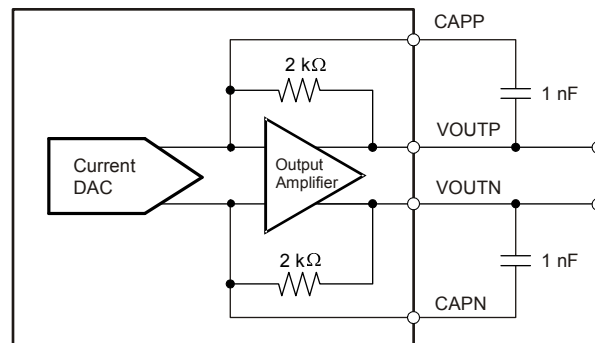 CAPP
2 kΩ
1 nF
VOUTP
Current
DAC
Output
Amplifier
VOUTN
2 kΩ
1 nF
CAPN